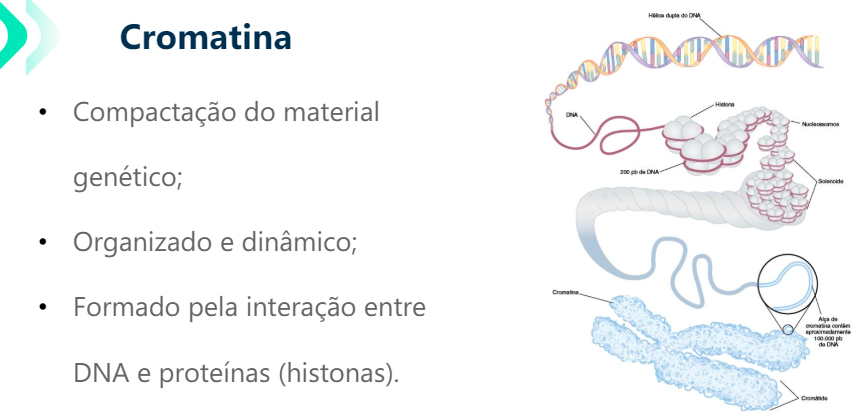 Cromatina
• Compactação do material
genético;
• Organizado e dinâmico;
• Formado pela interação entre
DNA e proteínas (histonas).
Hélice dupla do DNA
Histona
DNA
Nucleossomos
200 pb de DNA
Solenoide
Cromatina
Alça de
cromatina contém
aproximadamente
100.000 pb
de DNA
Cromátide